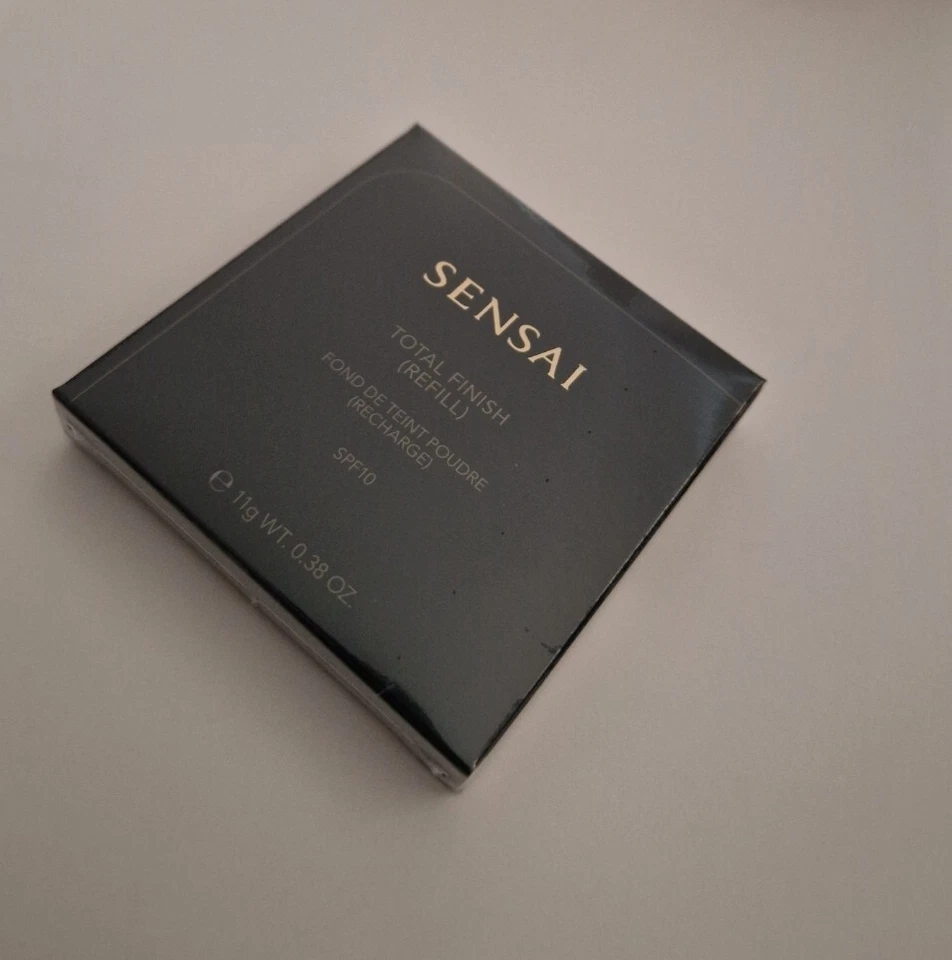 SENSAI
TOTAL FINISH
(REFILL)
FOND DE TEINT POUDRE
(RECHARGE)
SPF10
℮ 11g WT. 0.38 OZ.